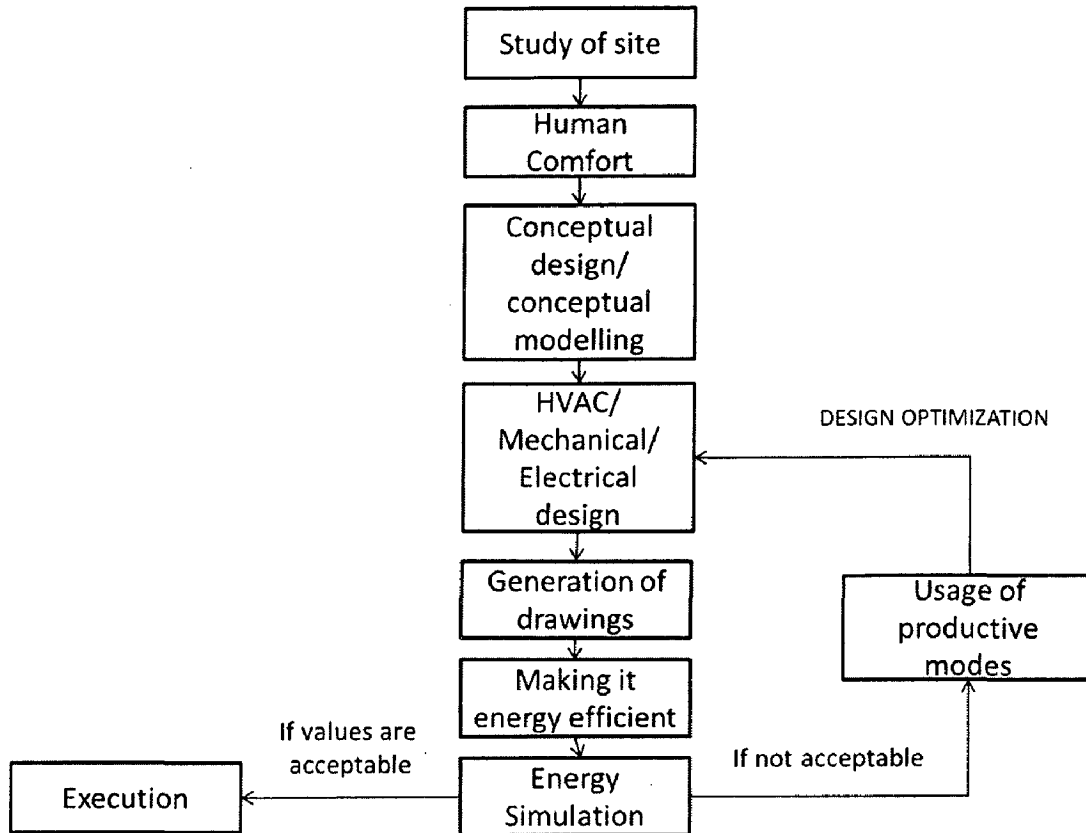 Study of site
Human
Comfort
Conceptual
design/
conceptual
modelling
HVAC/
Mechanical/
Electrical
design
DESIGN OPTIMIZATION
Generation of
drawings
Usage of
productive
modes
Making it
energy efficient
If values are
acceptable
If not acceptable
Execution
Energy
Simulation